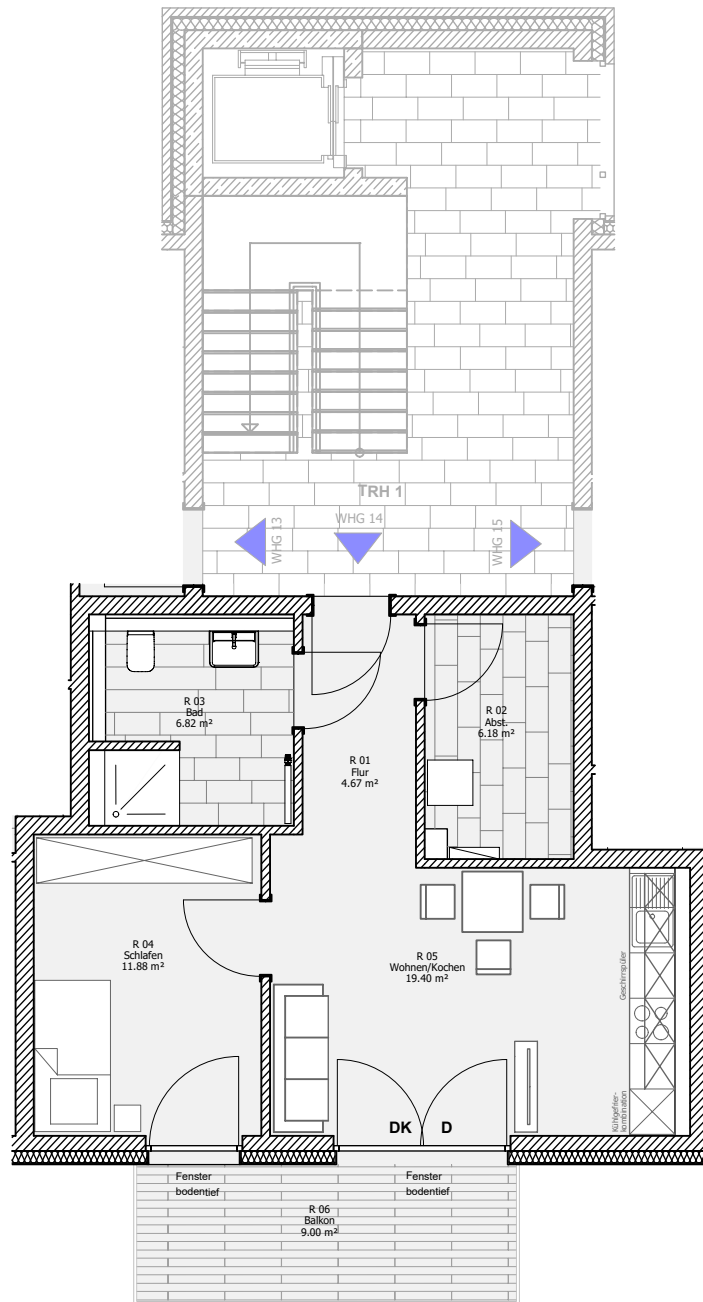 TRH 1
WHG 13
WHG 14
WHG 15
R 03
Bad
6.82 m²
R 02
Abst.
6.18 m²
R 01
Flur
4.67 m²
R 04
Schlafen
11.88 m²
R 05
Wohnen/Kochen
19.40 m²
Geschirrspüler
Kühlgefrier-
kombination
DK
D
Fenster
bodentief
Fenster
bodentief
R 06
Balkon
9.00 m²